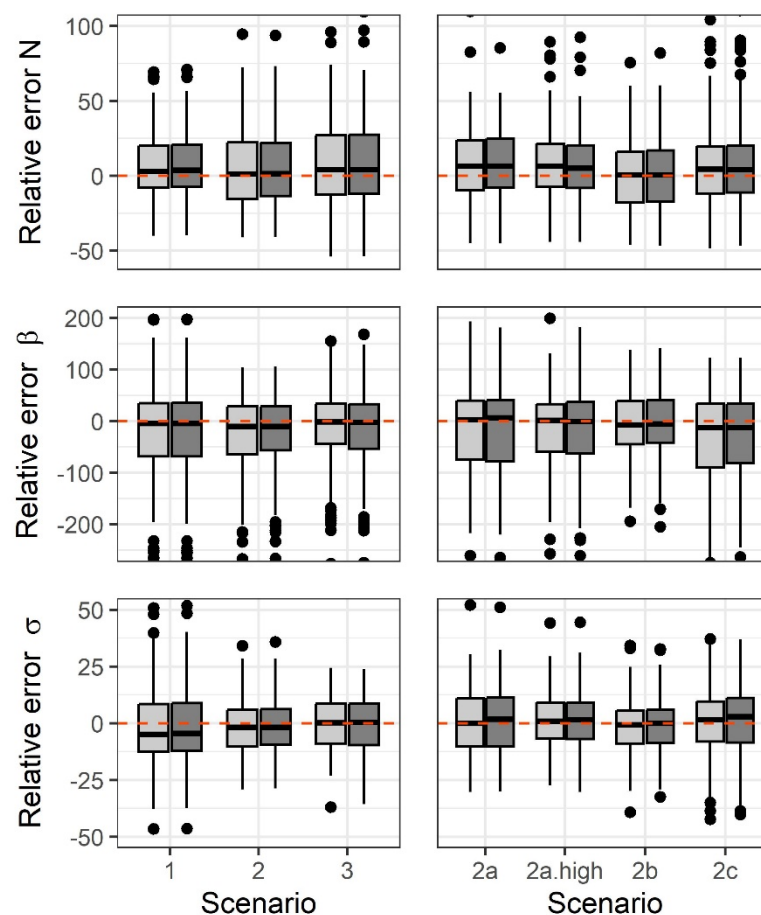 Relative error N
100
50
0
-50
Relative error β
200
100
0
-100
-200
Relative error σ
50
25
0
-25
-50
1 2 3
Scenario
2a 2a.high 2b 2c
Scenario